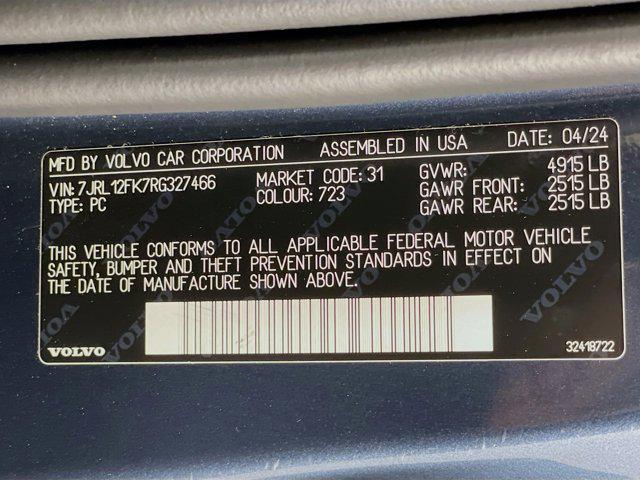 MFD BY VOLVO CAR CORPORATION ASSEMBLED IN USA DATE: 04/24
VIN: 7JRL12FK7RG327466 MARKET CODE: 31 GVWR: 4915 LB
TYPE: PC COLOUR: 723 GAWR FRONT: 2515 LB
GAWR REAR: 2515 LB
THIS VEHICLE CONFORMS TO ALL APPLICABLE FEDERAL MOTOR VEHICLE
SAFETY, BUMPER AND THEFT PREVENTION STANDARDS IN EFFECT ON
THE DATE OF MANUFACTURE SHOWN ABOVE.
VOLVO 32418722